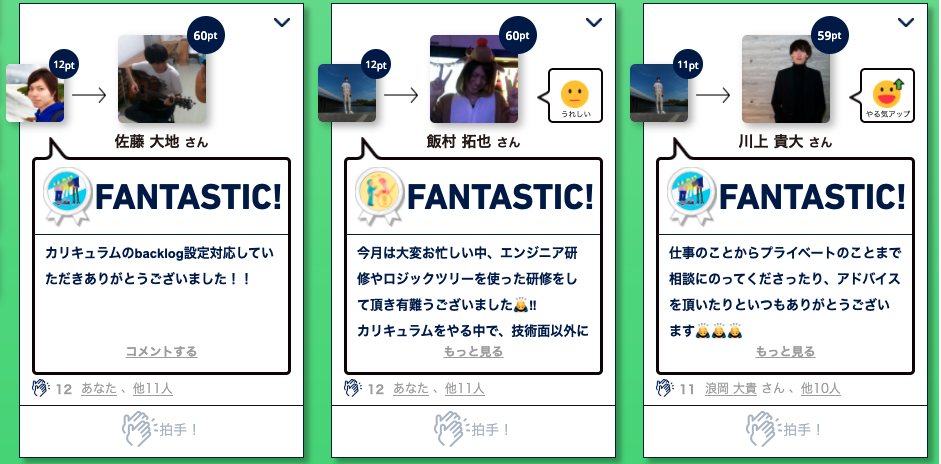 12pt
60pt
佐藤 大地 さん
FANTASTIC!
カリキュラムのbacklog設定対応してい
ただきありがとうございました！！
コメントする
12 あなた 、他11人
拍手！
12pt
60pt
うれしい
飯村 拓也 さん
FANTASTIC!
今月は大変お忙しい中、エンジニア研
修やロジックツリーを使った研修をし
て頂き有難うございました🙇‼
カリキュラムをやる中で、技術面以外に
もっと見る
12 あなた 、他11人
拍手！
11pt
59pt
やる気アップ
川上 貴大 さん
FANTASTIC!
仕事のことからプライベートのことまで
相談にのってくださったり、アドバイス
を頂いたりといつもありがとうござい
ます🙇🙇🙇
もっと見る
11 浪岡 大貴 さん 、他10人
拍手！